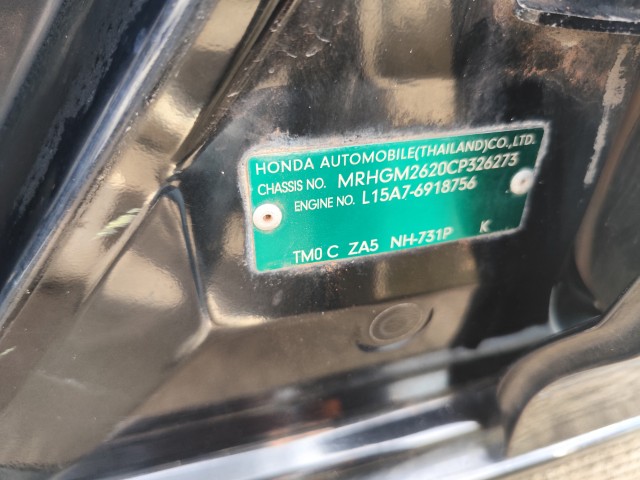 HONDA AUTOMOBILE(THAILAND)CO.,LTD.
CHASSIS NO. MRHGM2620CP326273
ENGINE NO. L15A7-6918756
TM0 C ZA5 NH-731P K